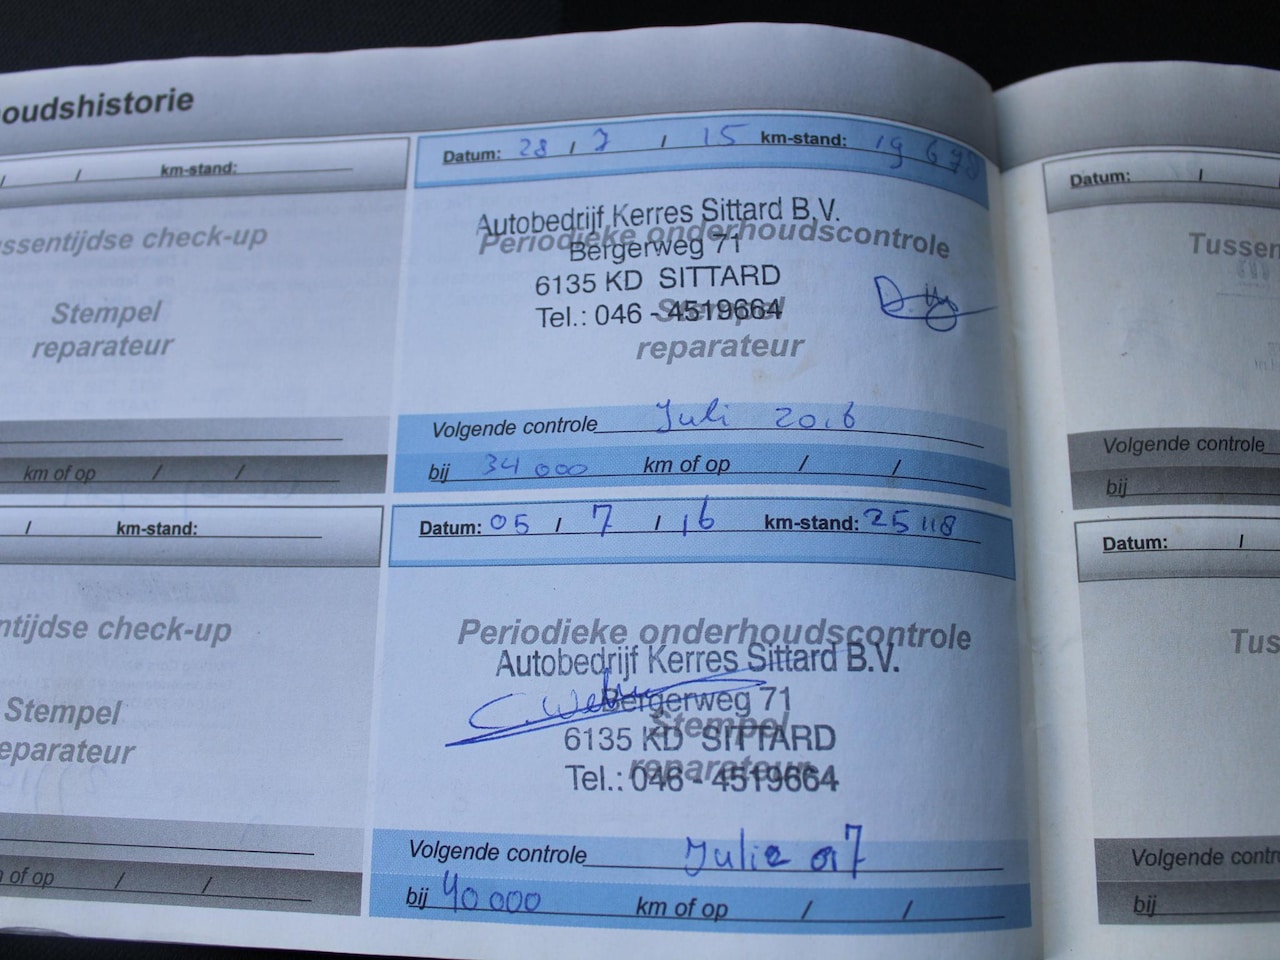 oudshistorie
/ / km-stand:
ssentijdse check-up
Stempel
reparateur
km of op / /
/ km-stand:
ntijdse check-up
Stempel
eparateur
n of op / /
Datum: 28 / 7 / 15 km-stand: 19 678
Autobedrijf Kerres Sittard B.V.
Periodieke onderhoudscontrole
Bergerweg 71
6135 KD SITTARD
Tel.: 046 - 4519664
Stempel
reparateur
Volgende controle Juli 2016
bij 34 000 km of op / /
Datum: 05 / 7 / 16 km-stand: 25 118
Periodieke onderhoudscontrole
Autobedrijf Kerres Sittard B.V.
Bergerweg 71
Stempel
6135 KD SITTARD
reparateur
Tel.: 046 - 4519664
Volgende controle Julie
bij 40 000 km of op / /
Datum: /
Tussen
Volgende controle
bij
Datum: /
Tus
Volgende contr
bij